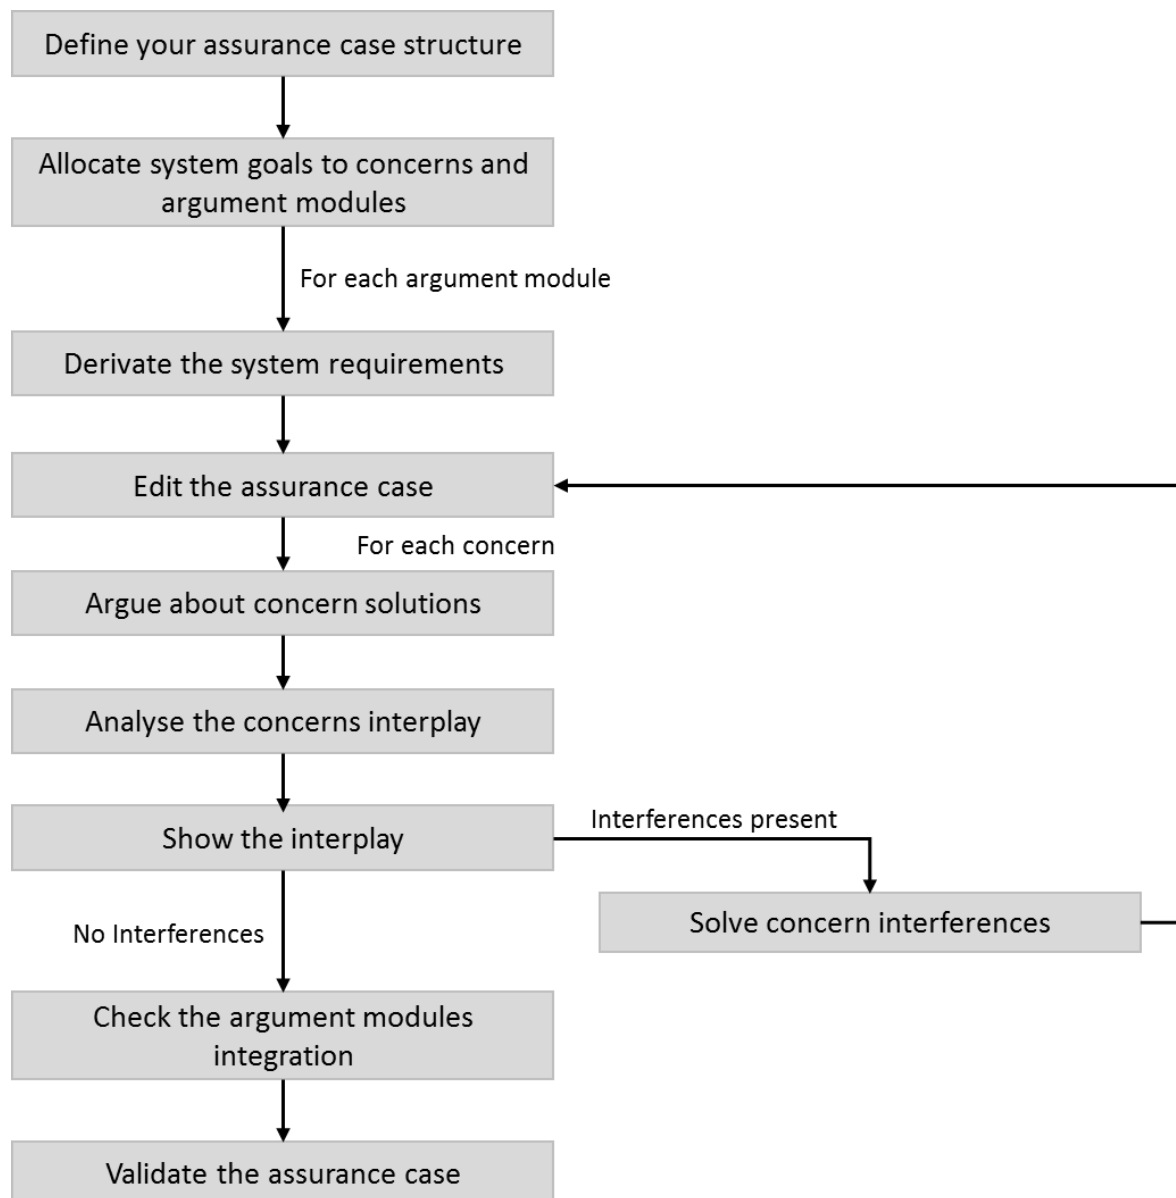 Define your assurance case structure
Allocate system goals to concerns and
argument modules
For each argument module
Derivate the system requirements
Edit the assurance case
For each concern
Argue about concern solutions
Analyse the concerns interplay
Interferences present
Show the interplay
Solve concern interferences
No Interferences
Check the argument modules
integration
Validate the assurance case